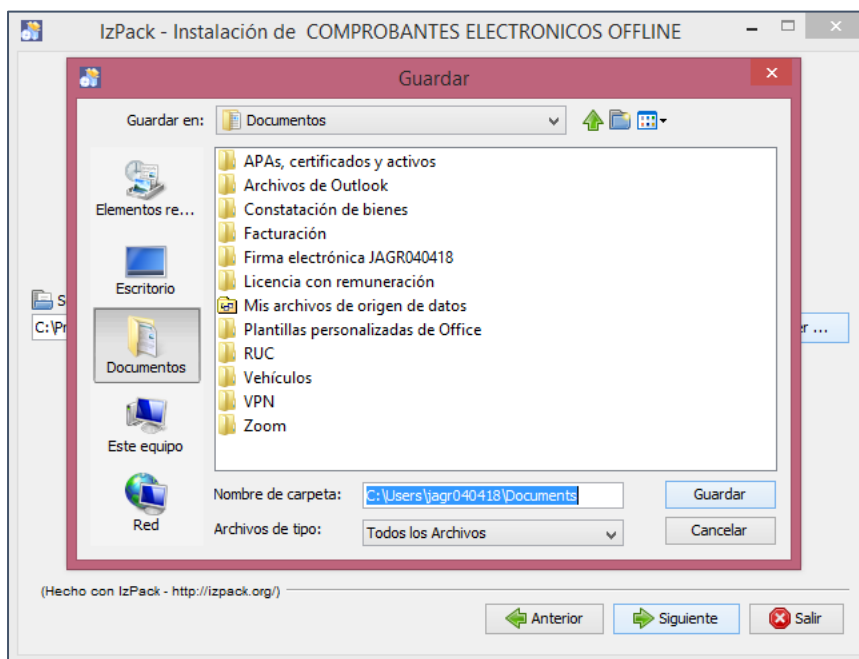 IzPack - Instalación de COMPROBANTES ELECTRONICOS OFFLINE
Guardar
Guardar en: Documentos
Elementos re...
Escritorio
Documentos
Este equipo
Red
APAs, certificados y activos
Archivos de Outlook
Constatación de bienes
Facturación
Firma electrónica JAGR040418
Licencia con remuneración
Mis archivos de origen de datos
Plantillas personalizadas de Office
RUC
Vehículos
VPN
Zoom
S
C:\Pr
er ...
Nombre de carpeta: C:\Users\jagr040418\Documents Guardar
Archivos de tipo: Todos los Archivos Cancelar
(Hecho con IzPack - http://izpack.org/)
Anterior Siguiente Salir